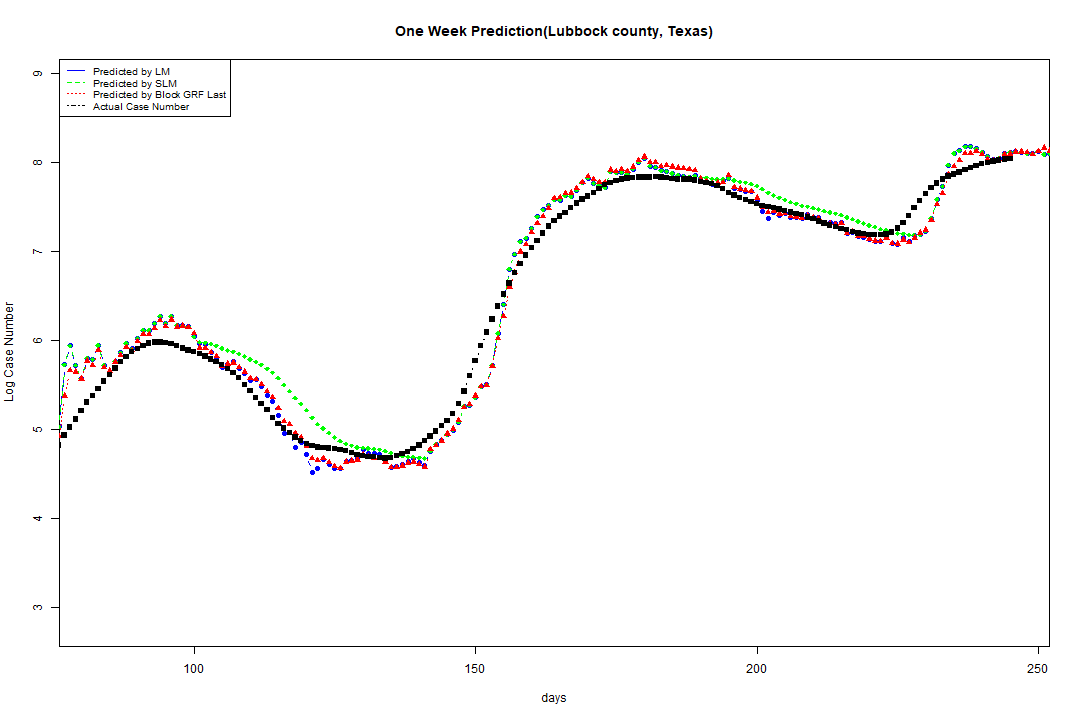 One Week Prediction(Lubbock county, Texas)
Predicted by LM
Predicted by SLM
Predicted by Block GRF Last
Actual Case Number
9
8
7
6
5
4
3
Log Case Number
100 150 200 250
days